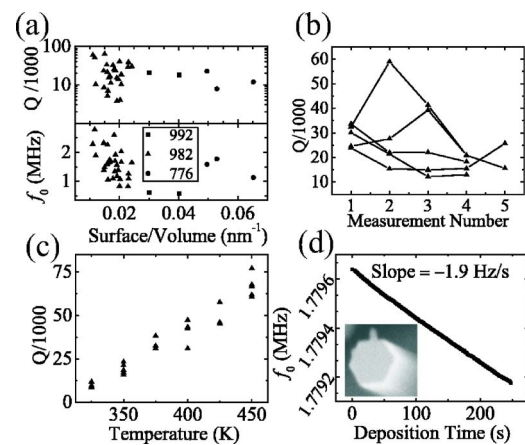 (a)
Q /1000
100
10
f₀ (MHz)
2
1
992
982
776
0.02 0.04 0.06
Surface/Volume (nm⁻¹)
(b)
Q/1000
60
50
40
30
20
10
1 2 3 4 5
Measurement Number
(c)
Q/1000
75
50
25
0
350 400 450
Temperature (K)
(d)
Slope = −1.9 Hz/s
f₀ (MHz)
1.7796
1.7794
1.7792
0 100 200
Deposition Time (s)